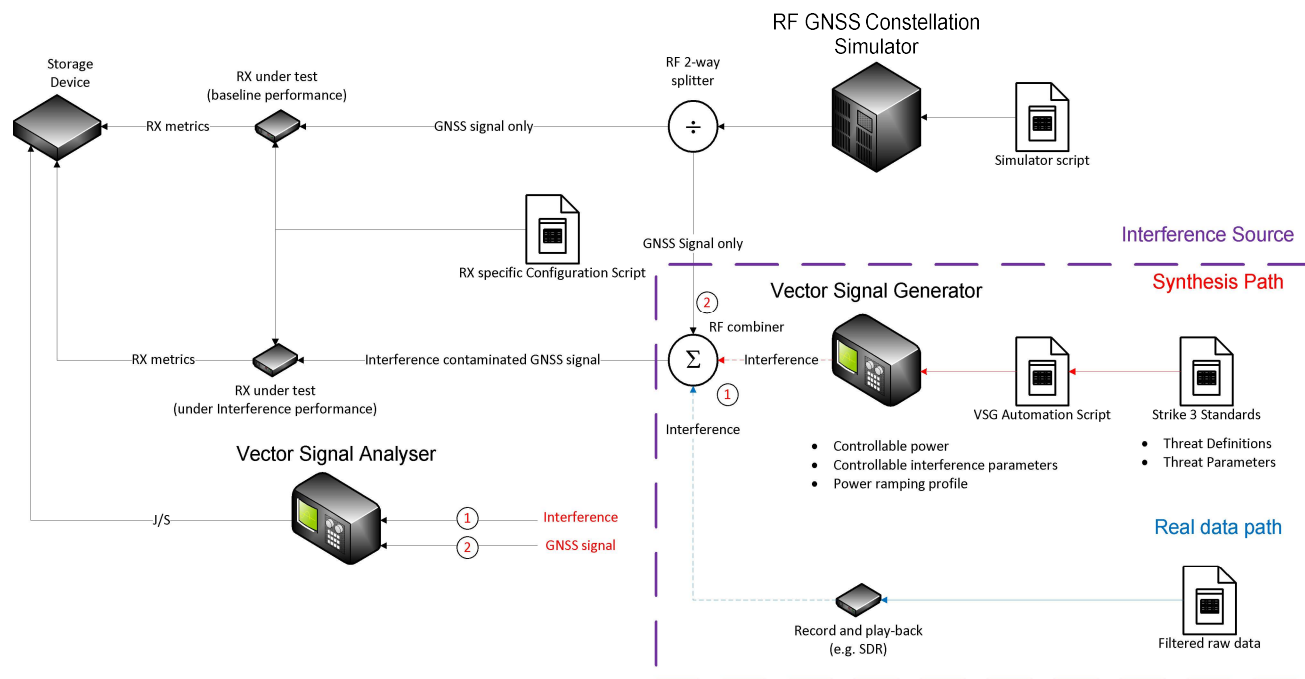 RF GNSS Constellation
Simulator
Storage
Device
RX under test
(baseline performance)
RF 2-way
splitter
RX metrics
GNSS signal only
÷
Simulator script
GNSS Signal only
Interference Source
RX specific Configuration Script
Synthesis Path
Vector Signal Generator
2
RF combiner
RX metrics
Interference contaminated GNSS signal
Σ
Interference
1
RX under test
(under Interference performance)
VSG Automation Script
Strike 3 Standards
Interference
• Controllable power
• Controllable interference parameters
• Power ramping profile
• Threat Definitions
• Threat Parameters
Vector Signal Analyser
J/S
1
Interference
2
GNSS signal
Real data path
Record and play-back
(e.g. SDR)
Filtered raw data